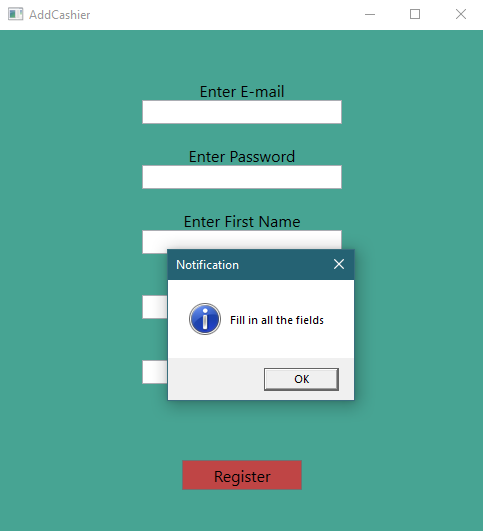 AddCashier
Enter E-mail
Enter Password
Enter First Name
Notification
Fill in all the fields
OK
Register